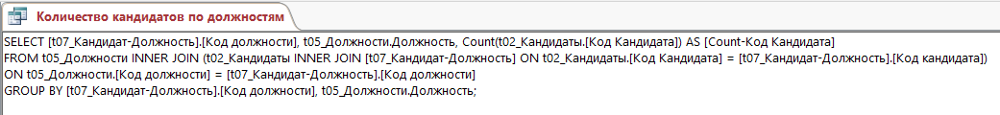 Количество кандидатов по должностям
SELECT [t07_Кандидат-Должность].[Код должности], t05_Должности.Должность, Count(t02_Кандидаты.[Код Кандидата]) AS [Count-Код Кандидата]
FROM t05_Должности INNER JOIN (t02_Кандидаты INNER JOIN [t07_Кандидат-Должность] ON t02_Кандидаты.[Код Кандидата] = [t07_Кандидат-Должность].[Код кандидата])
ON t05_Должности.[Код должности] = [t07_Кандидат-Должность].[Код должности]
GROUP BY [t07_Кандидат-Должность].[Код должности], t05_Должности.Должность;